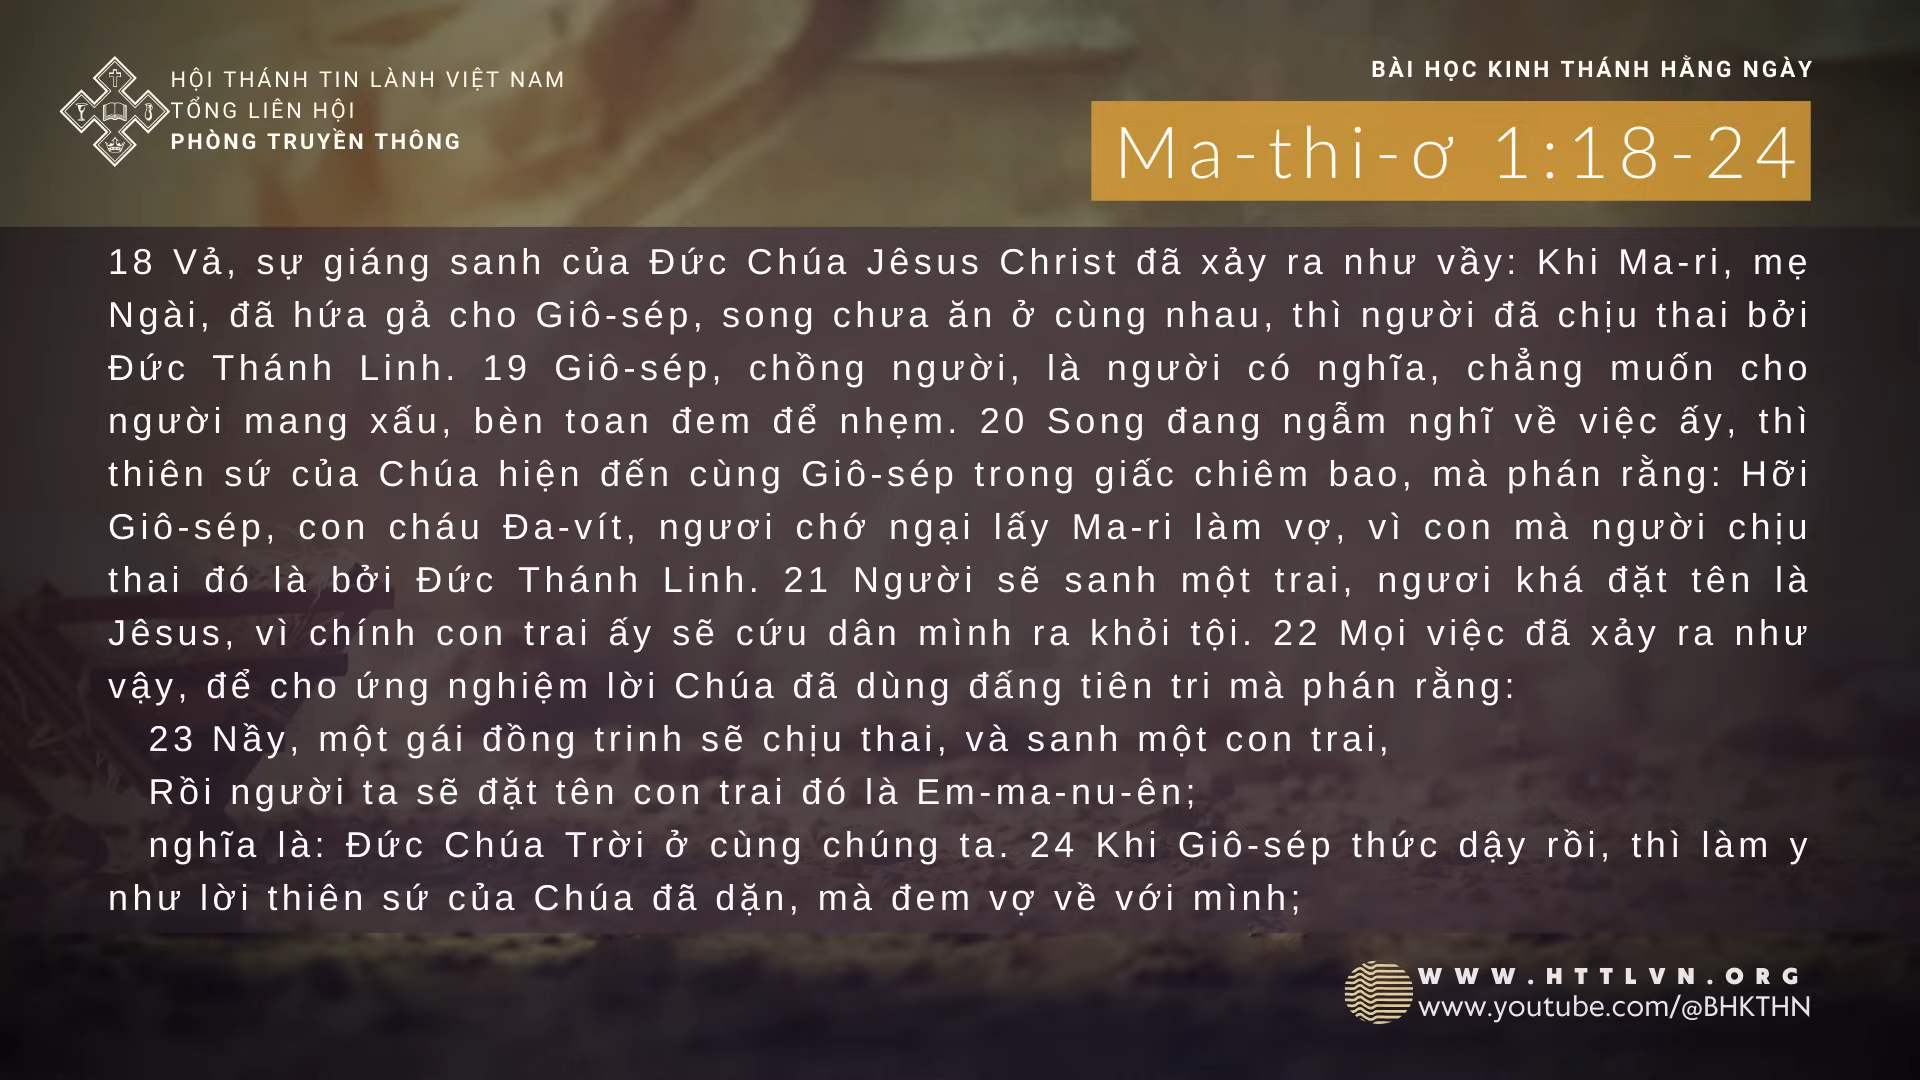 HỘI THÁNH TIN LÀNH VIỆT NAM
TỔNG LIÊN HỘI
PHÒNG TRUYỀN THÔNG
BÀI HỌC KINH THÁNH HẰNG NGÀY
Ma-thi-ơ 1:18-24
18 Vả, sự giáng sanh của Đức Chúa Jêsus Christ đã xảy ra như vầy: Khi Ma-ri, mẹ
Ngài, đã hứa gả cho Giô-sép, song chưa ăn ở cùng nhau, thì người đã chịu thai bởi
Đức Thánh Linh. 19 Giô-sép, chồng người, là người có nghĩa, chẳng muốn cho
người mang xấu, bèn toan đem để nhẹm. 20 Song đang ngẫm nghĩ về việc ấy, thì
thiên sứ của Chúa hiện đến cùng Giô-sép trong giấc chiêm bao, mà phán rằng: Hỡi
Giô-sép, con cháu Đa-vít, ngươi chớ ngại lấy Ma-ri làm vợ, vì con mà người chịu
thai đó là bởi Đức Thánh Linh. 21 Người sẽ sanh một trai, ngươi khá đặt tên là
Jêsus, vì chính con trai ấy sẽ cứu dân mình ra khỏi tội. 22 Mọi việc đã xảy ra như
vậy, để cho ứng nghiệm lời Chúa đã dùng đấng tiên tri mà phán rằng:
23 Nầy, một gái đồng trinh sẽ chịu thai, và sanh một con trai,
Rồi người ta sẽ đặt tên con trai đó là Em-ma-nu-ên;
nghĩa là: Đức Chúa Trời ở cùng chúng ta. 24 Khi Giô-sép thức dậy rồi, thì làm y
như lời thiên sứ của Chúa đã dặn, mà đem vợ về với mình;
WWW.HTTLVN.ORG
www.youtube.com/@BHKTHN